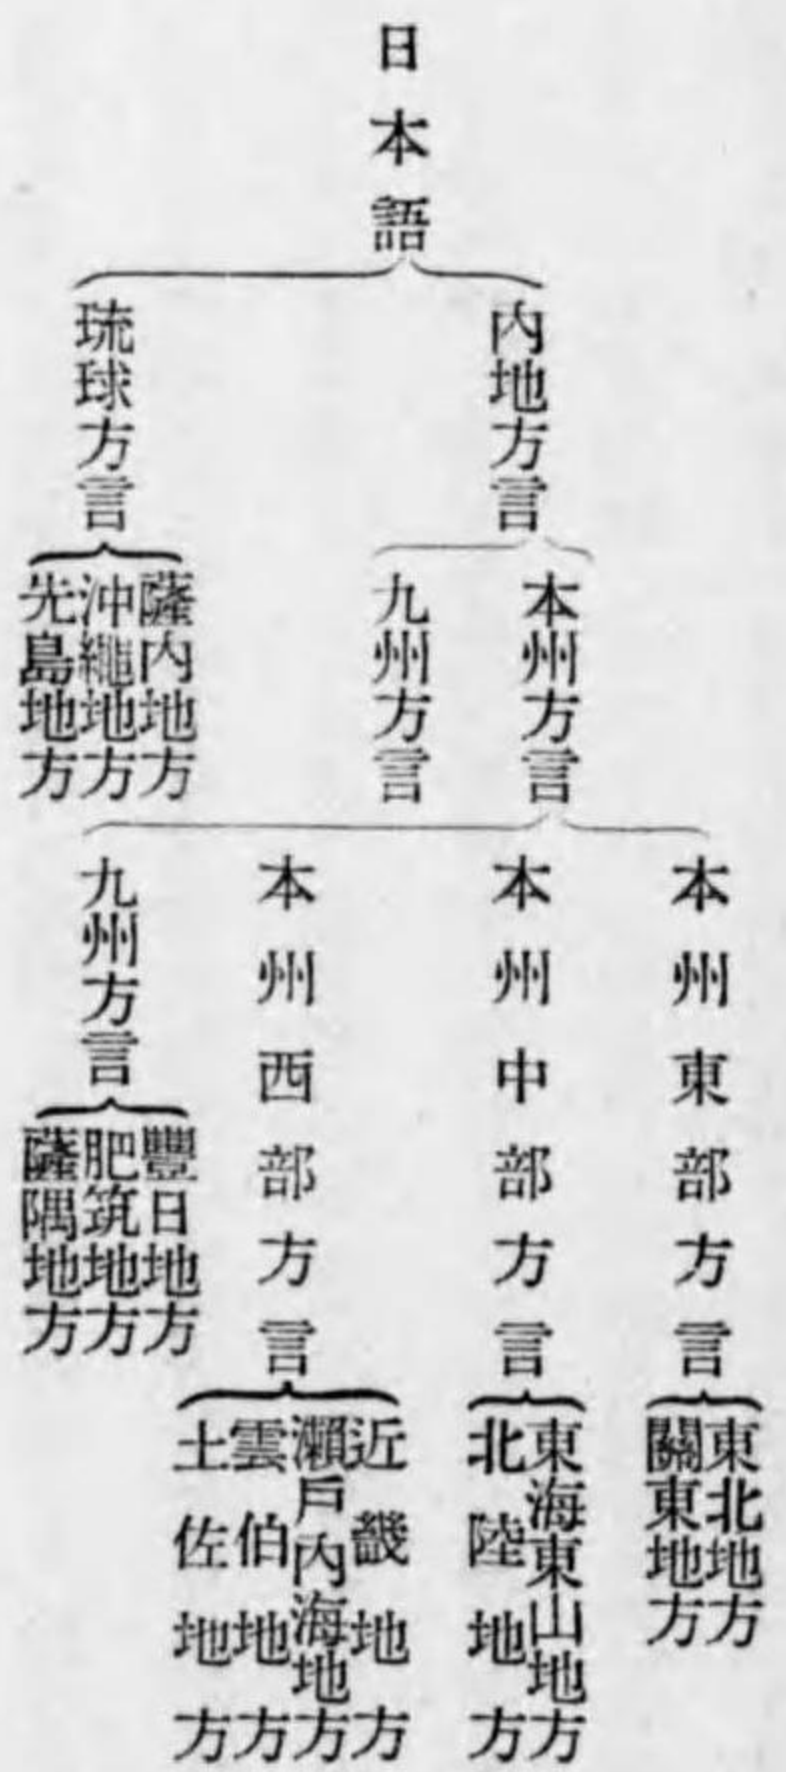 日本語
內地方言
琉球方言
本州方言
九州方言
薩內地方
沖繩地方
先島地方
本州東部方言
本州中部方言
本州西部方言
九州方言
東北地方
關東地方
東海東山地方
北陸地方
近畿地方
瀨戶內海地方
雲伯地方
土佐地方
豐日地方
肥筑地方
薩隅地方